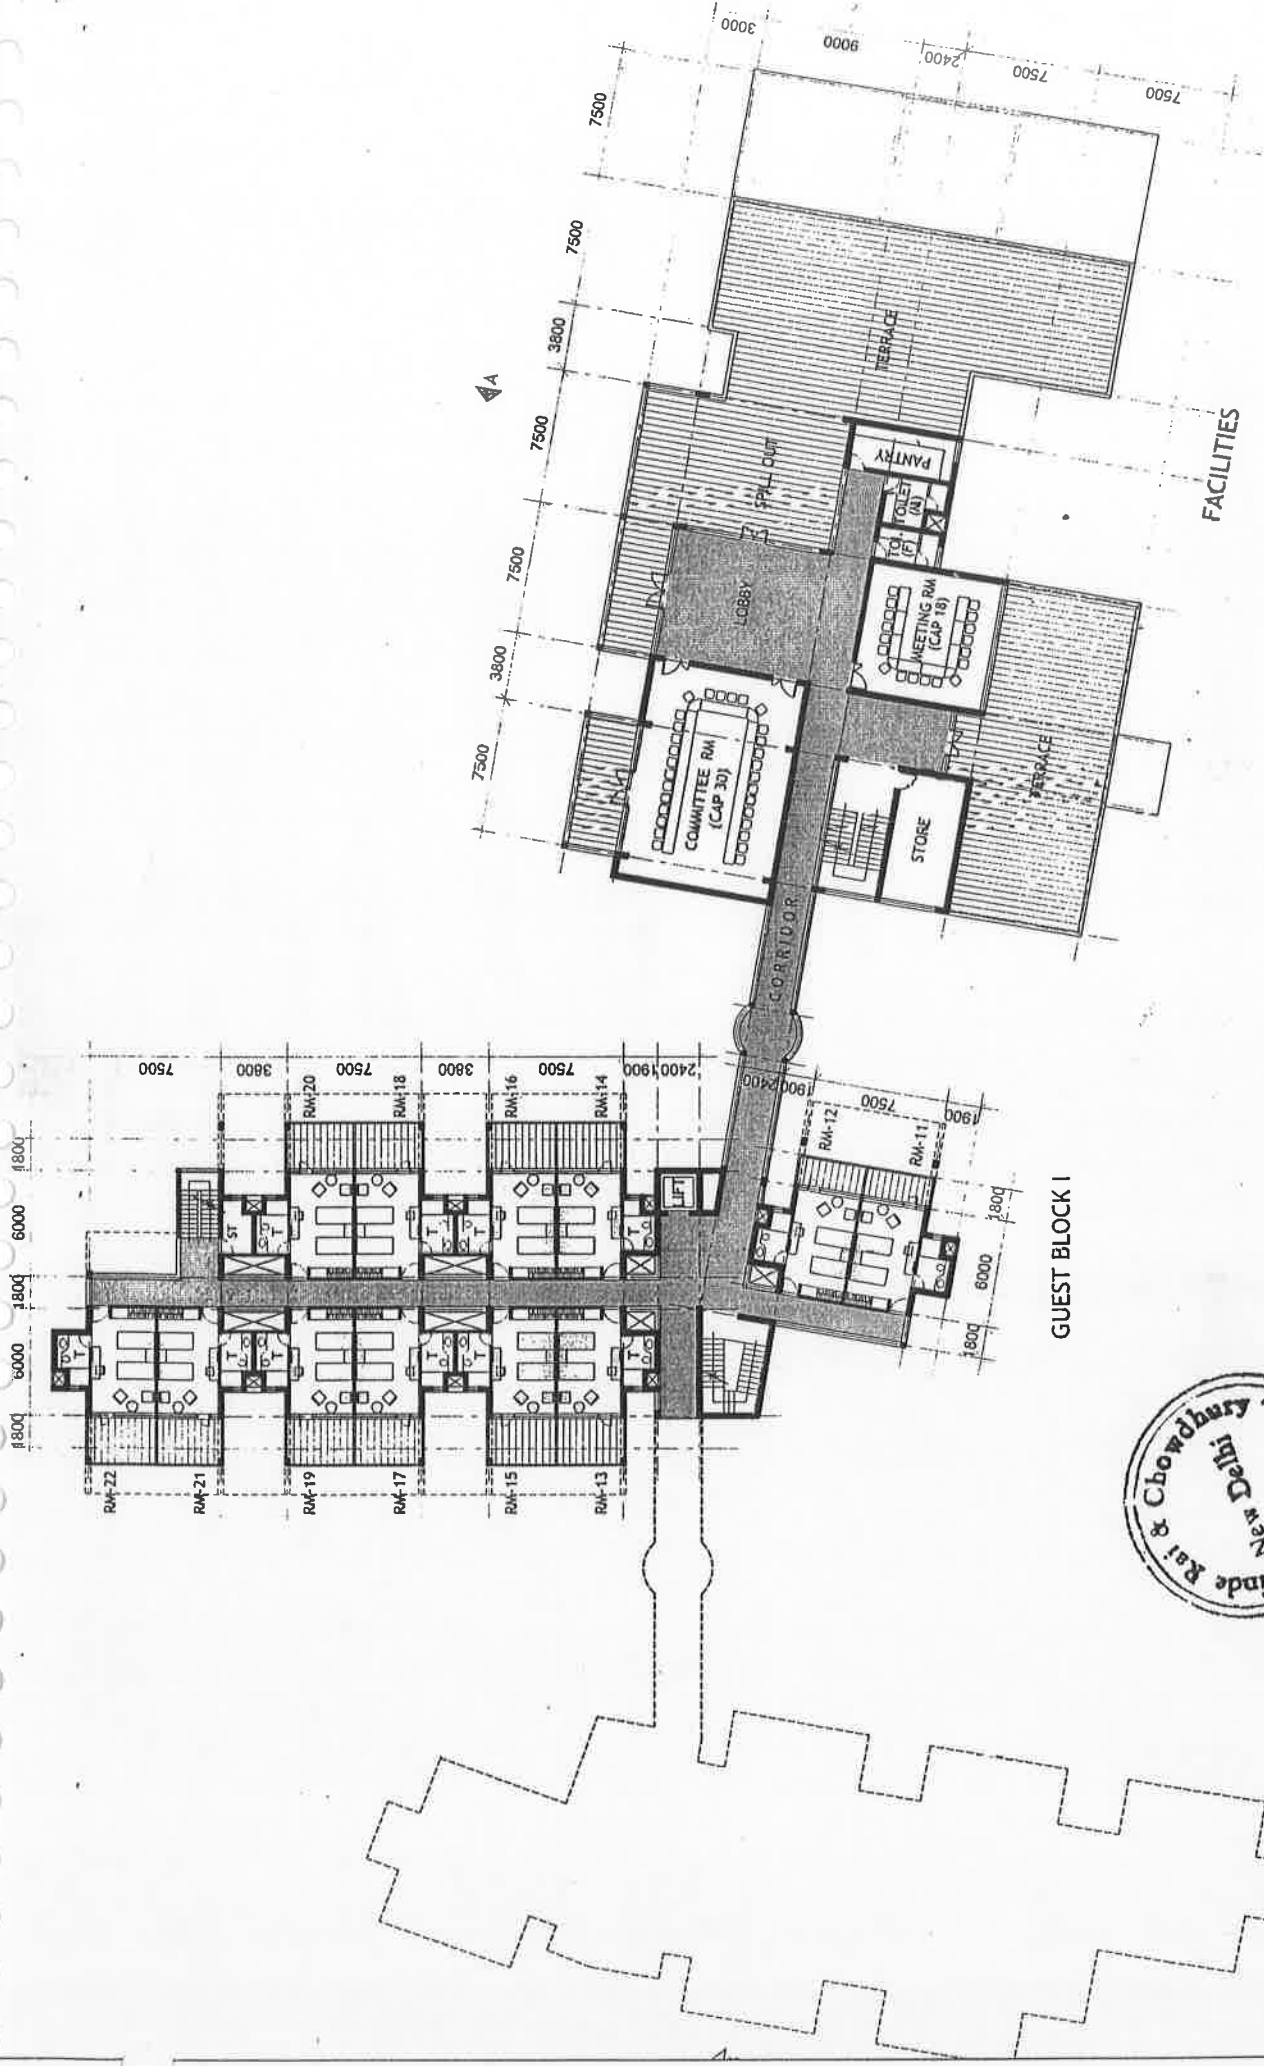 3000
9000
2400
7500
7500
7500
7500
3800
7500
7500
3800
7500
A
TERRACE
SPILL OUT
PANTRY
TOILET
(M)
TOI.
(F)
LOBBY
MEETING RM
(CAP 18)
COMMITTEE RM
(CAP 30)
STORE
TERRACE
CORRIDOR
FACILITIES
7500
3800
7500
3800
7500
1900
2400
1800
6000
1800
6000
1800
RM-20
RM-18
RM-16
RM-14
ST
T
T
T
T
LIFT
T
T
T
T
T
T
RM-22
RM-21
RM-19
RM-17
RM-15
RM-13
2400
1900
7500
1900
RM-12
RM-11
1800
6000
1800
GUEST BLOCK I
Rai & Chowdhury
New Delhi